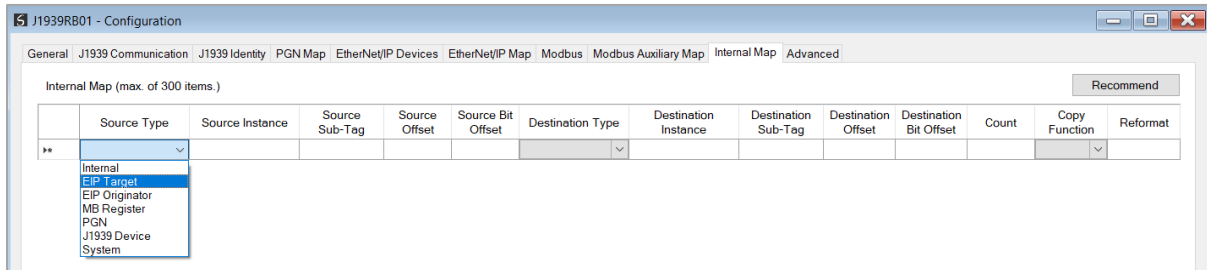 J1939RB01 - Configuration
General J1939 Communication J1939 Identity PGN Map EtherNet/IP Devices EtherNet/IP Map Modbus Modbus Auxiliary Map Internal Map Advanced
Internal Map (max. of 300 items.) Recommend
Source Type Source Instance Source Sub-Tag Source Offset Source Bit Offset Destination Type Destination Instance Destination Sub-Tag Destination Offset Destination Bit Offset Count Copy Function Reformat
Internal
EIP Target
EIP Originator
MB Register
PGN
J1939 Device
System